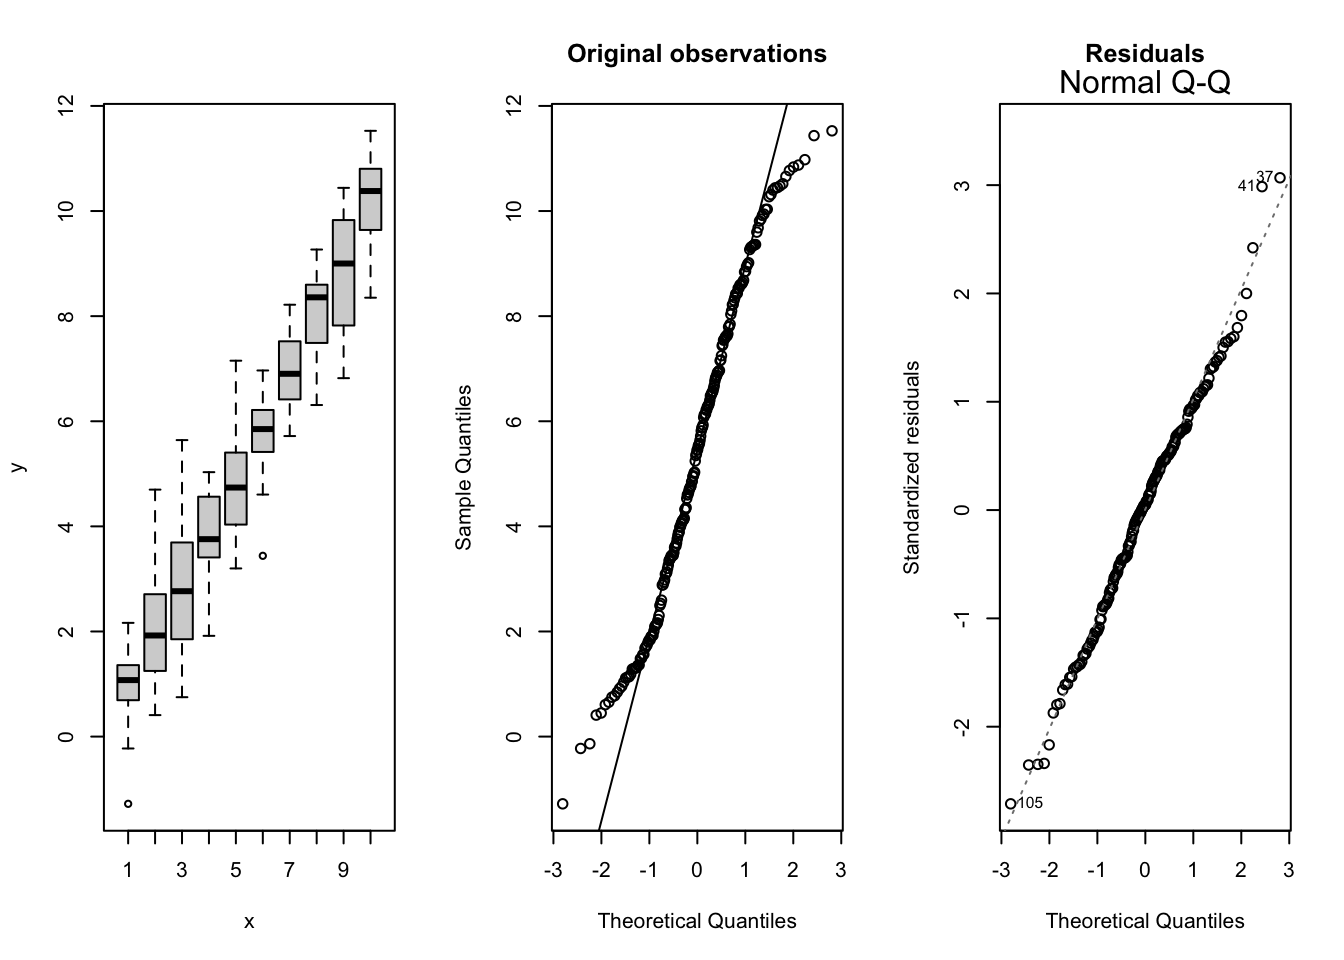 Original observations
Residuals
Normal Q-Q
y
12
10
8
6
4
2
0
1 3 5 7 9
x
Sample Quantiles
12
10
8
6
4
2
0
-3 -2 -1 0 1 2 3
Theoretical Quantiles
Standardized residuals
3
2
1
0
-1
-2
37
41
105
-3 -2 -1 0 1 2 3
Theoretical Quantiles